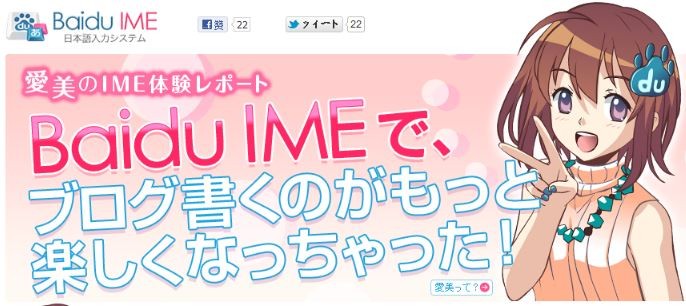 Baidu IME
du あ
日本語入力システム
賛 22
ツイート 22
愛美のIME体験レポート
Baidu IMEで、
ブログ書くのがもっと
楽しくなっちゃった!
du
愛美って?